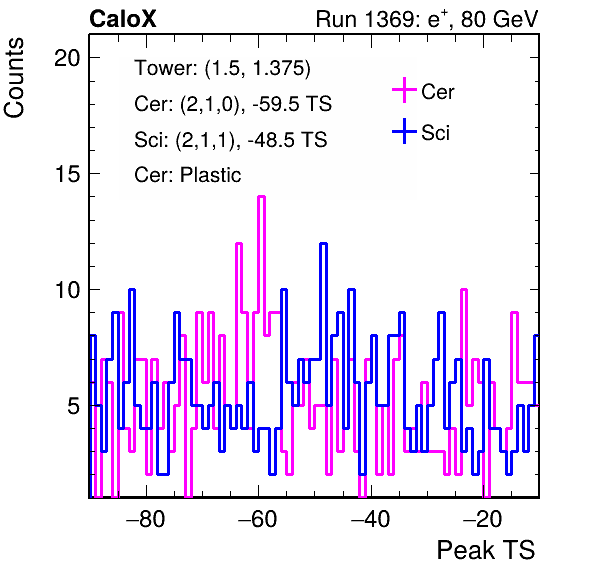 CaloX Run 1369: e+, 80 GeV
Counts
20
15
10
5
Tower: (1.5, 1.375)
Cer: (2,1,0), -59.5 TS
Sci: (2,1,1), -48.5 TS
Cer: Plastic
Cer
Sci
−80 −60 −40 −20
Peak TS